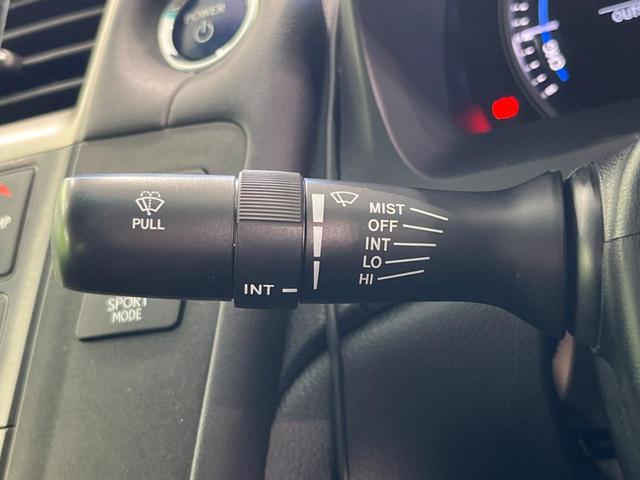 POWER
PULL
MIST
OFF
INT
LO
HI
INT
SPORT
MODE